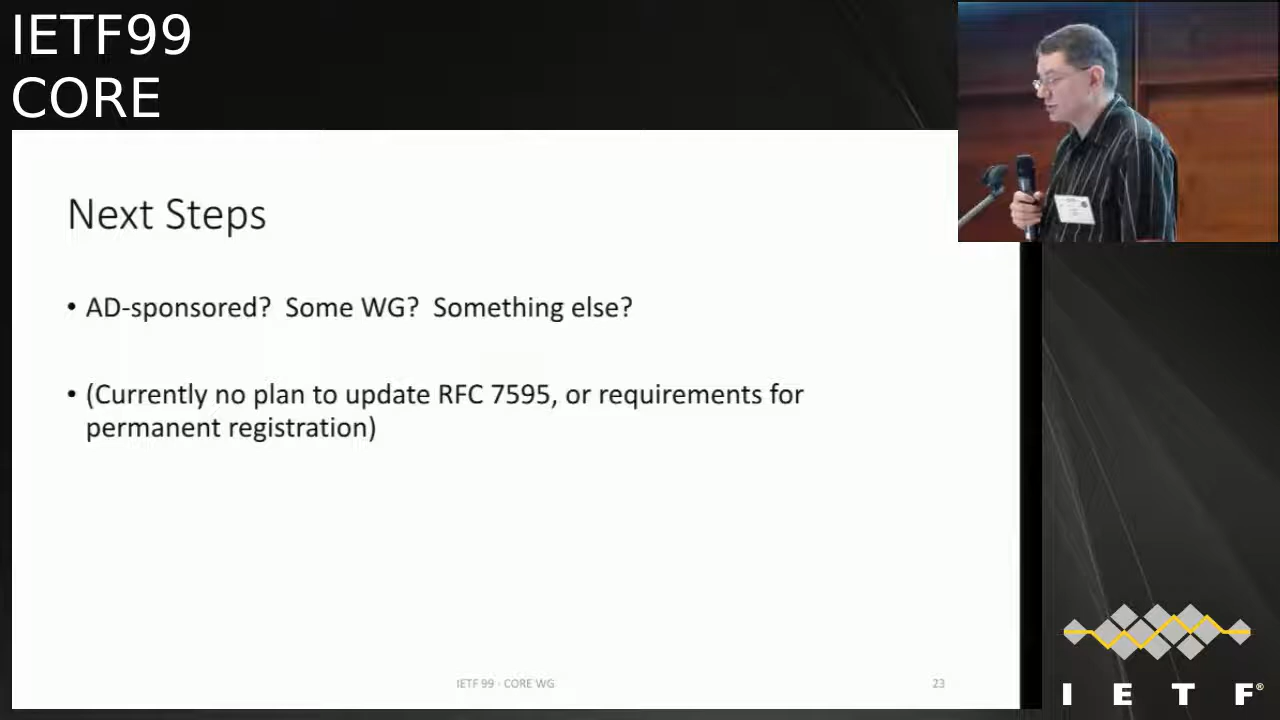 IETF99
CORE
Next Steps
• AD-sponsored?  Some WG?  Something else?
• (Currently no plan to update RFC 7595, or requirements for
permanent registration)
IETF 99 - CORE WG
23
I E T F®